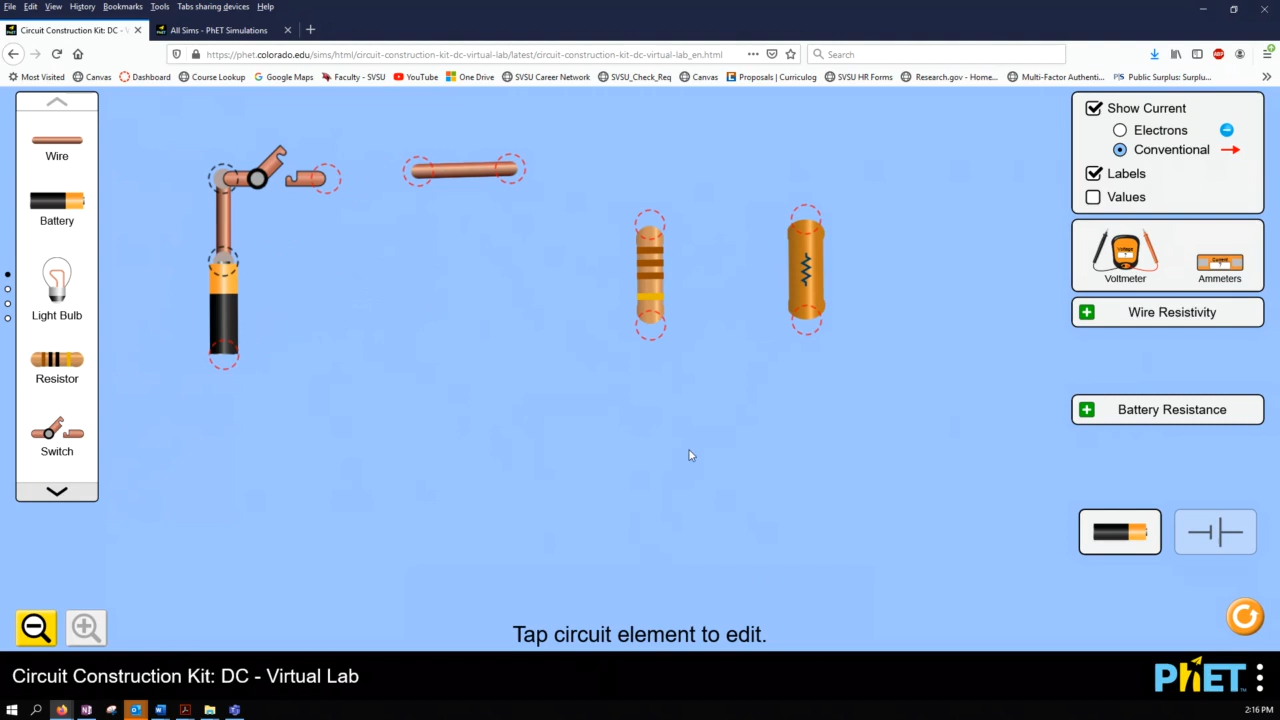 File Edit View History Bookmarks Tools Tabs sharing devices Help
Circuit Construction Kit: DC - V
All Sims - PhET Simulations
https://phet.colorado.edu/sims/html/circuit-construction-kit-dc-virtual-lab/latest/circuit-construction-kit-dc-virtual-lab_en.html
Search
Most Visited Canvas Dashboard Course Lookup Google Maps Faculty - SVSU YouTube One Drive SVSU Career Network SVSU_Check_Req Canvas Proposals | Curriculog SVSU HR Forms Research.gov - Home... Multi-Factor Authenti... Public Surplus: Surplu...
Wire
Battery
Light Bulb
Resistor
Switch
Show Current
Electrons
Conventional
Labels
Values
Voltage
Current
Voltmeter
Ammeters
Wire Resistivity
Battery Resistance
Tap circuit element to edit.
Circuit Construction Kit: DC - Virtual Lab
PhET
2:16 PM